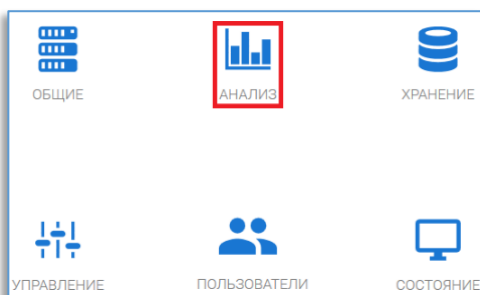 ОБЩИЕ
АНАЛИЗ
ХРАНЕНИЕ
УПРАВЛЕНИЕ
ПОЛЬЗОВАТЕЛИ
СОСТОЯНИЕ